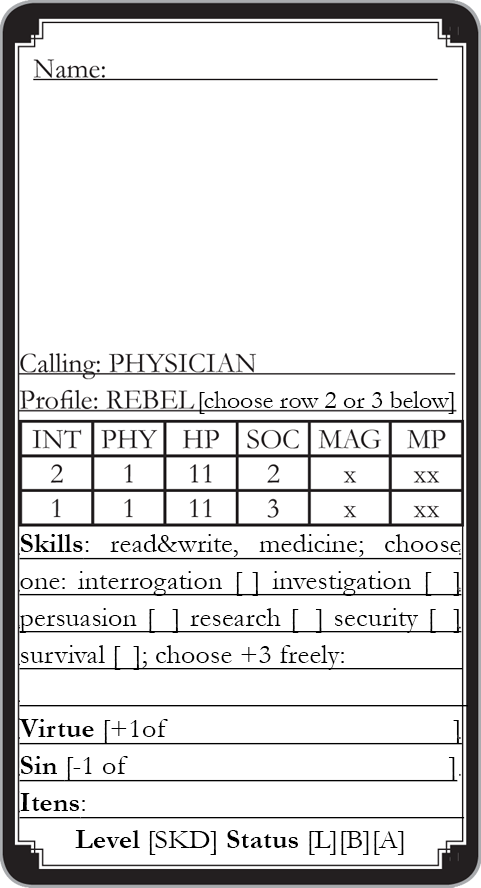 Name:
Calling: PHYSICIAN
Profile: REBEL [choose row 2 or 3 below]
INT PHY HP SOC MAG MP
2 1 11 2 x xx
1 1 11 3 x xx
Skills: read&write, medicine; choose
one: interrogation [ ] investigation [ ],
persuasion [ ] research [ ] security [ ]
survival [ ]; choose +3 freely:
Virtue [+1of ]
Sin [-1 of ].
Itens:
Level [SKD] Status [L][B][A]